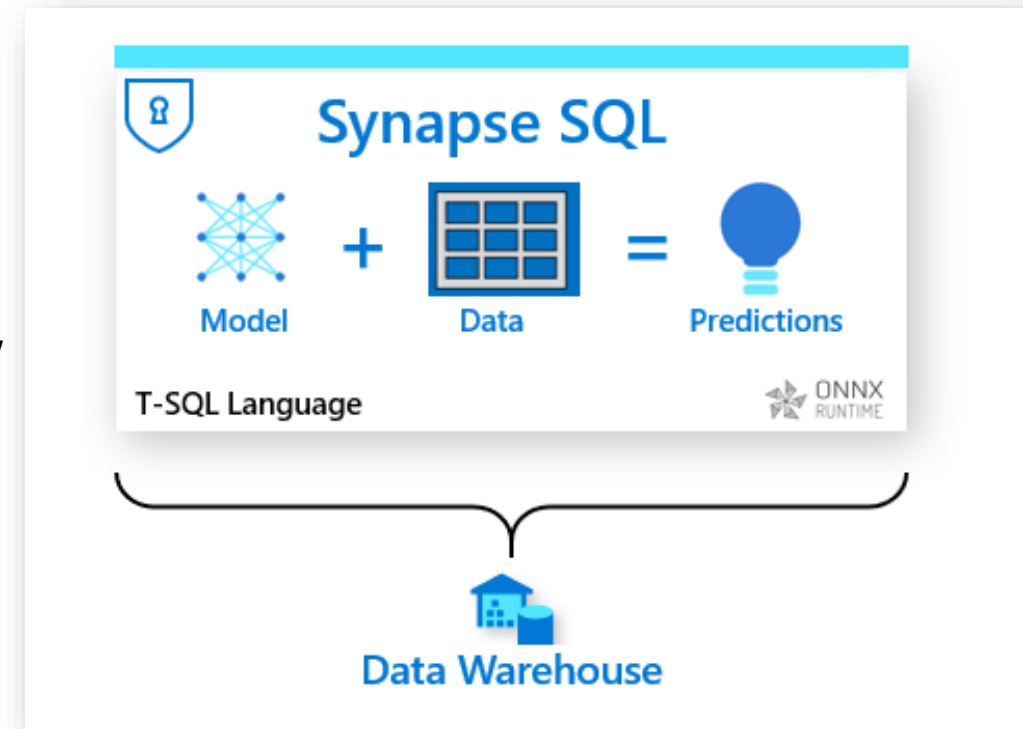 Synapse SQL
+
=
Model
Data
Predictions
T-SQL Language
ONNX
RUNTIME
Data Warehouse